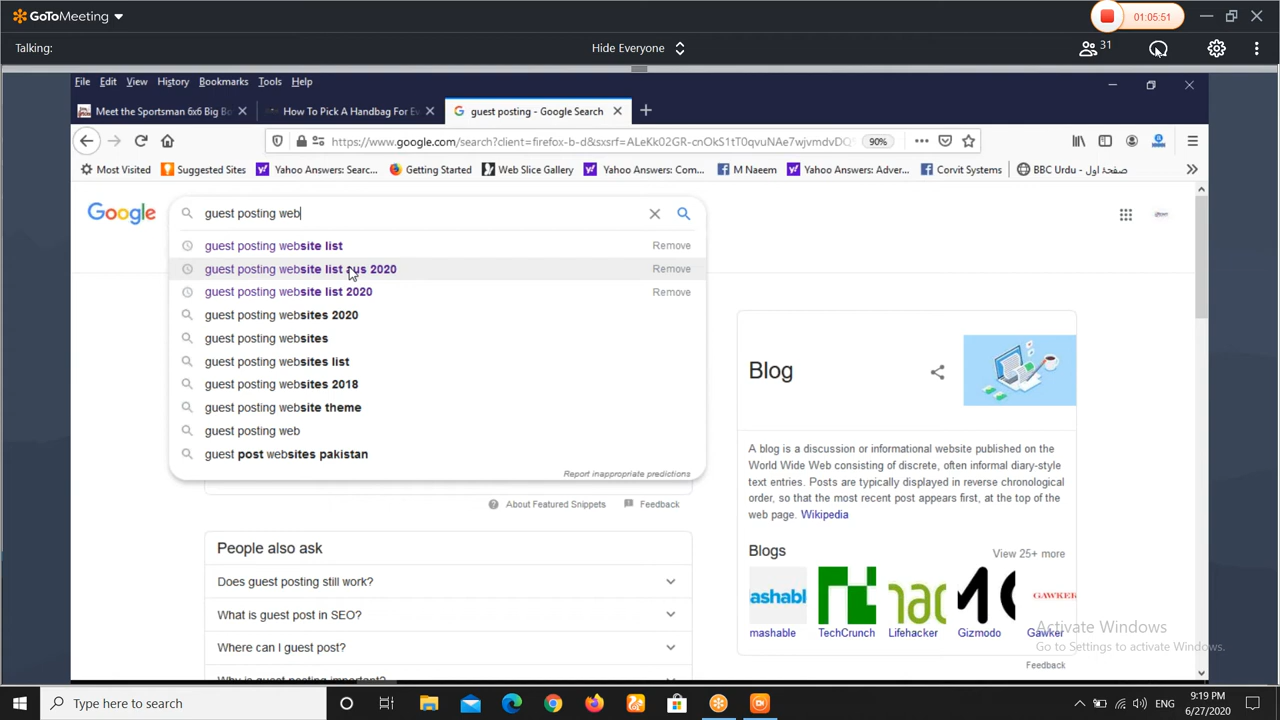 GoToMeeting
01:05:51
Talking:
Hide Everyone
31
File Edit View History Bookmarks Tools Help
Meet the Sportsman 6x6 Big Bo
How To Pick A Handbag For Ev
guest posting - Google Search
https://www.google.com/search?client=firefox-b-d&sxsrf=ALeKk02GR-cnOkS1tT0qvuNAe7wjvmdvDQ
90%
Most Visited
Suggested Sites
Yahoo Answers: Searc...
Getting Started
Web Slice Gallery
Yahoo Answers: Com...
M Naeem
Yahoo Answers: Over...
Corvit Systems
BBC Urdu - صفحۂ اول
Google
guest posting web
guest posting website list Remove
guest posting website list aus 2020 Remove
guest posting website list 2020 Remove
guest posting websites 2020
guest posting websites
guest posting websites list
guest posting websites 2018
guest posting website theme
guest posting web
guest post websites pakistan
Report inappropriate predictions
About Featured Snippets
Feedback
People also ask
Does guest posting still work?
What is guest post in SEO?
Where can I guest post?
Why is guest posting important?
Blog
A blog is a discussion or informational website published on the
World Wide Web consisting of discrete, often informal diary-style
text entries. Posts are typically displayed in reverse chronological
order, so that the most recent post appears first, at the top of the
web page. Wikipedia
Blogs
View 25+ more
ashabl
GAWKER
mashable
TechCrunch
Lifehacker
Gizmodo
Gawker
Feedback
Activate Windows
Go to Settings to activate Windows.
Type here to search
ENG
9:19 PM
6/27/2020